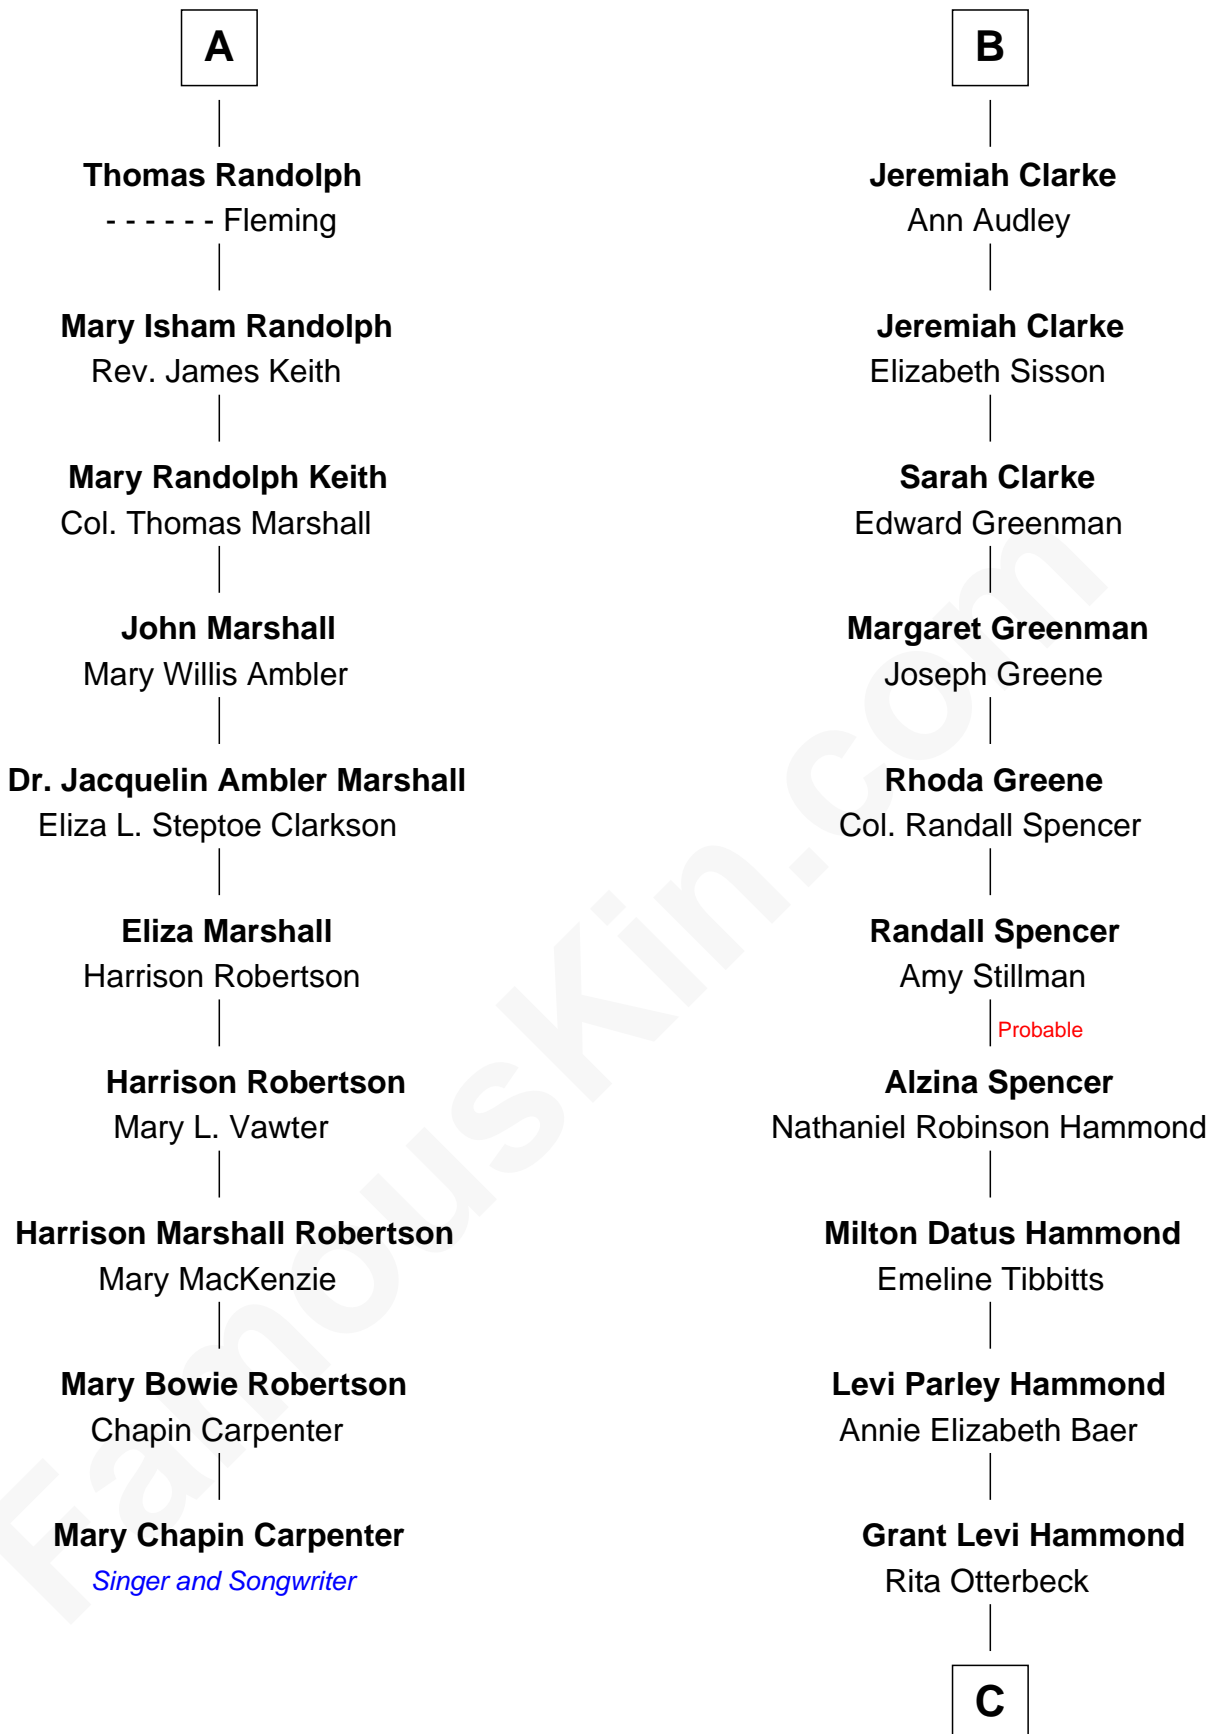 A
Thomas Randolph
- - - - - - Fleming
Mary Isham Randolph
Rev. James Keith
Mary Randolph Keith
Col. Thomas Marshall
John Marshall
Mary Willis Ambler
Dr. Jacquelin Ambler Marshall
Eliza L. Steptoe Clarkson
Eliza Marshall
Harrison Robertson
Harrison Robertson
Mary L. Vawter
Harrison Marshall Robertson
Mary MacKenzie
Mary Bowie Robertson
Chapin Carpenter
Mary Chapin Carpenter
Singer and Songwriter
B
Jeremiah Clarke
Ann Audley
Jeremiah Clarke
Elizabeth Sisson
Sarah Clarke
Edward Greenman
Margaret Greenman
Joseph Greene
Rhoda Greene
Col. Randall Spencer
Randall Spencer
Amy Stillman
Probable
Alzina Spencer
Nathaniel Robinson Hammond
Milton Datus Hammond
Emeline Tibbitts
Levi Parley Hammond
Annie Elizabeth Baer
Grant Levi Hammond
Rita Otterbeck
C
FamousKin.com